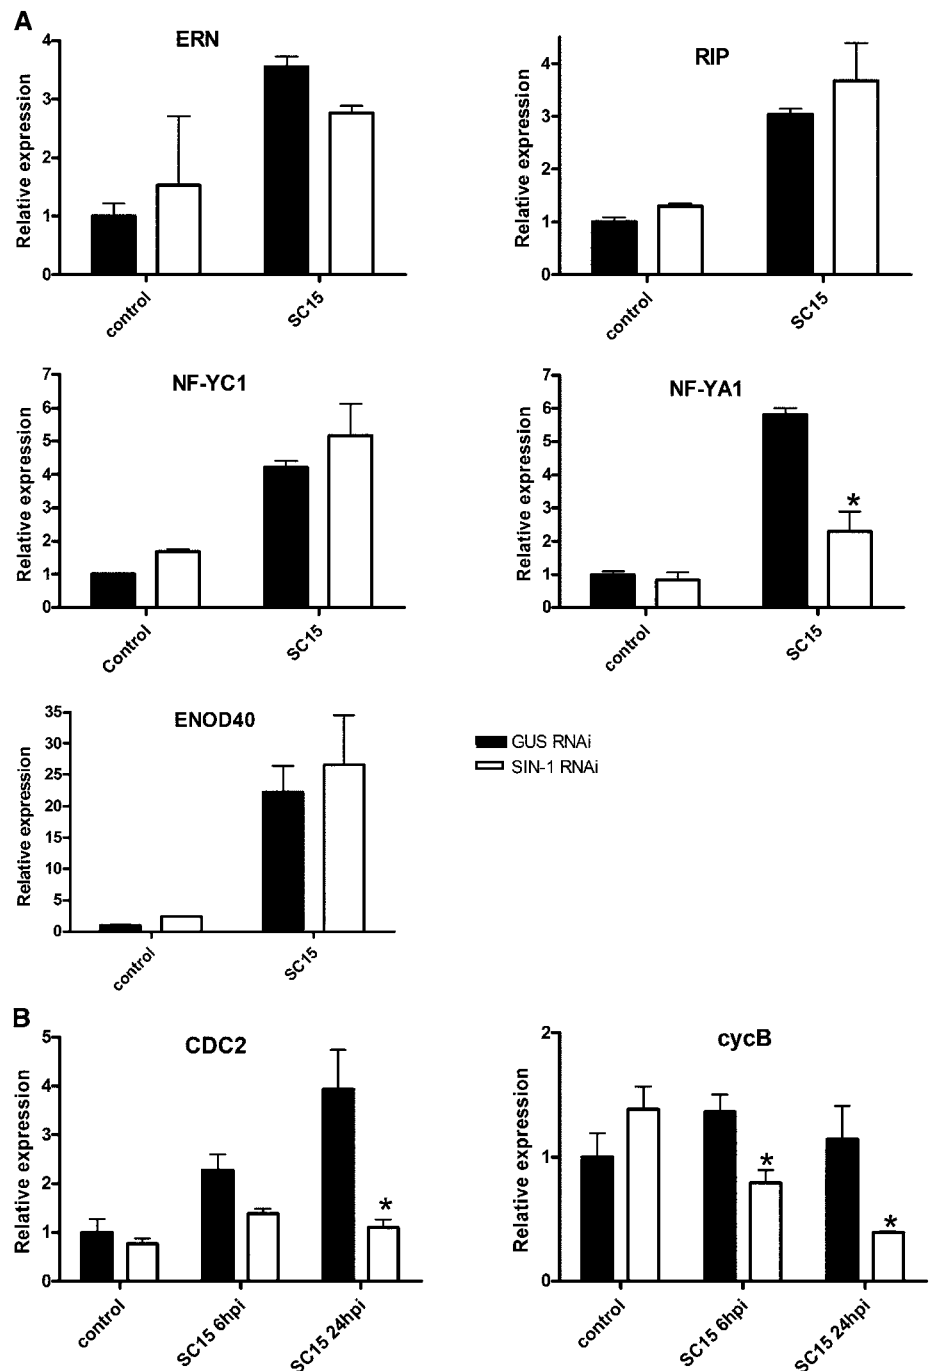 A
ERN
Relative expression
4
3
2
1
0
control
SC15
RIP
Relative expression
4
3
2
1
0
control
SC15
NF-YC1
Relative expression
7
6
5
4
3
2
1
0
Control
SC15
NF-YA1
Relative expression
7
6
5
4
3
2
1
0
*
control
SC15
ENOD40
Relative expression
35
30
25
20
15
10
5
0
control
SC15
GUS RNAi
SIN-1 RNAi
B
CDC2
Relative expression
5
4
3
2
1
0
*
control
SC15 6hpi
SC15 24hpi
cycB
Relative expression
2
1
0
*
*
control
SC15 6hpi
SC15 24hpi